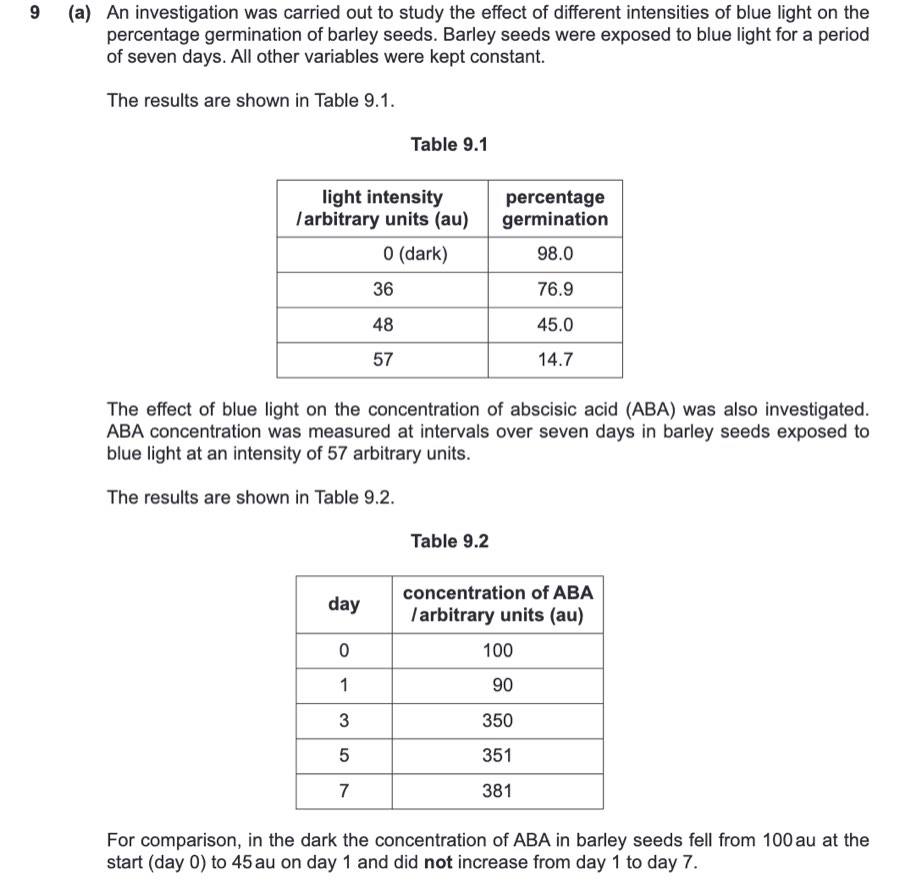 9 (a) An investigation was carried out to study the effect of different intensities of blue light on the
percentage germination of barley seeds. Barley seeds were exposed to blue light for a period
of seven days. All other variables were kept constant.
The results are shown in Table 9.1.
Table 9.1
light intensity percentage
/ arbitrary units (au) germination
0 (dark) 98.0
36 76.9
48 45.0
57 14.7
The effect of blue light on the concentration of abscisic acid (ABA) was also investigated.
ABA concentration was measured at intervals over seven days in barley seeds exposed to
blue light at an intensity of 57 arbitrary units.
The results are shown in Table 9.2.
Table 9.2
day concentration of ABA
/ arbitrary units (au)
0 100
1 90
3 350
5 351
7 381
For comparison, in the dark the concentration of ABA in barley seeds fell from 100 au at the
start (day 0) to 45 au on day 1 and did not increase from day 1 to day 7.